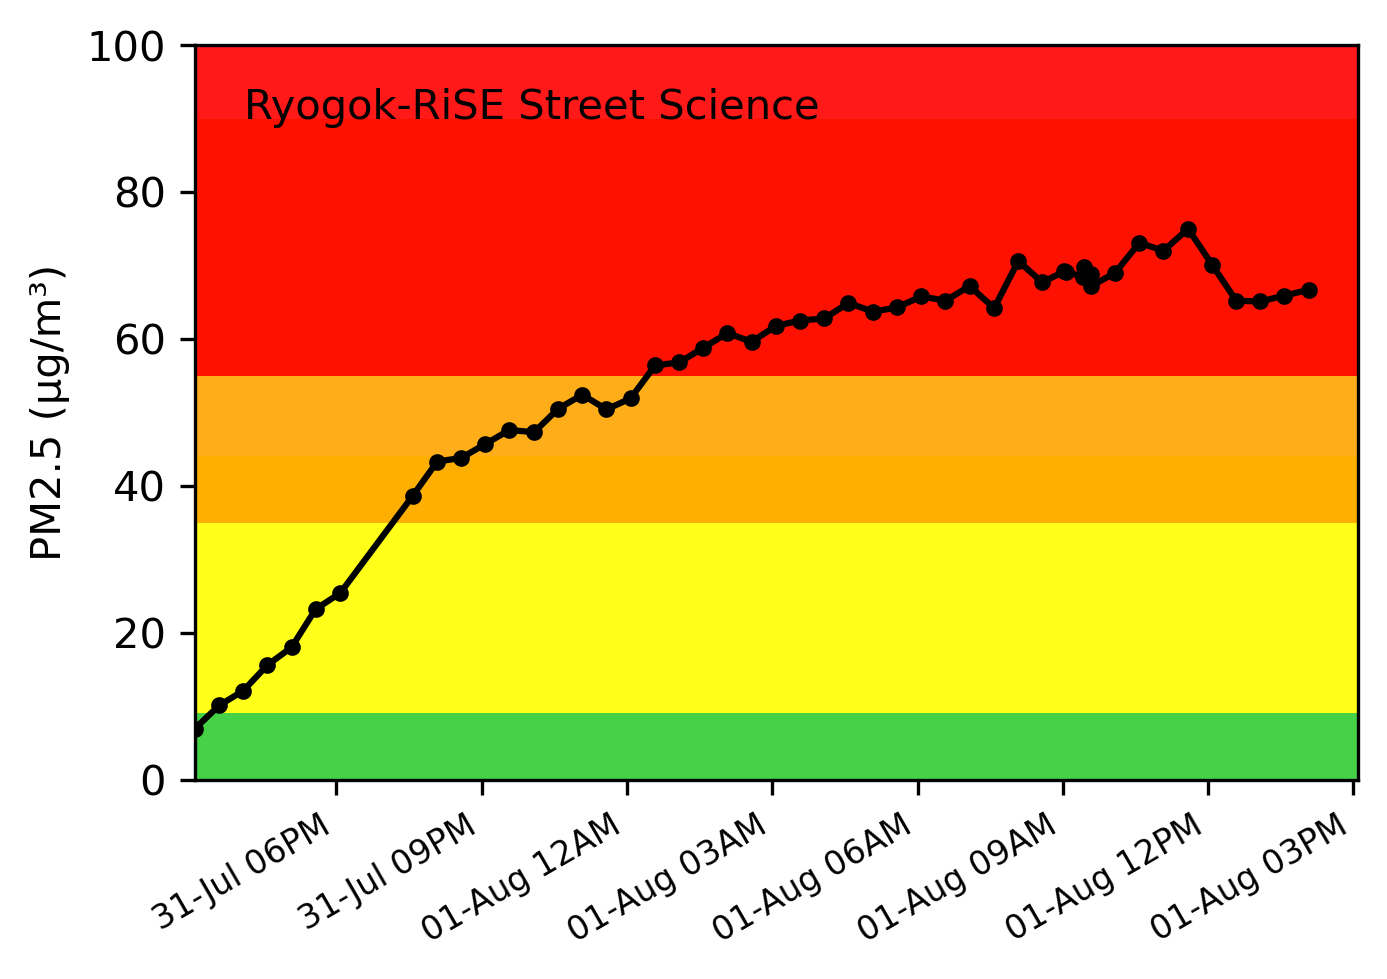 Ryogok-RiSE Street Science
PM2.5 (µg/m³)
100
80
60
40
20
0
31-Jul 06PM
31-Jul 09PM
01-Aug 12AM
01-Aug 03AM
01-Aug 06AM
01-Aug 09AM
01-Aug 12PM
01-Aug 03PM